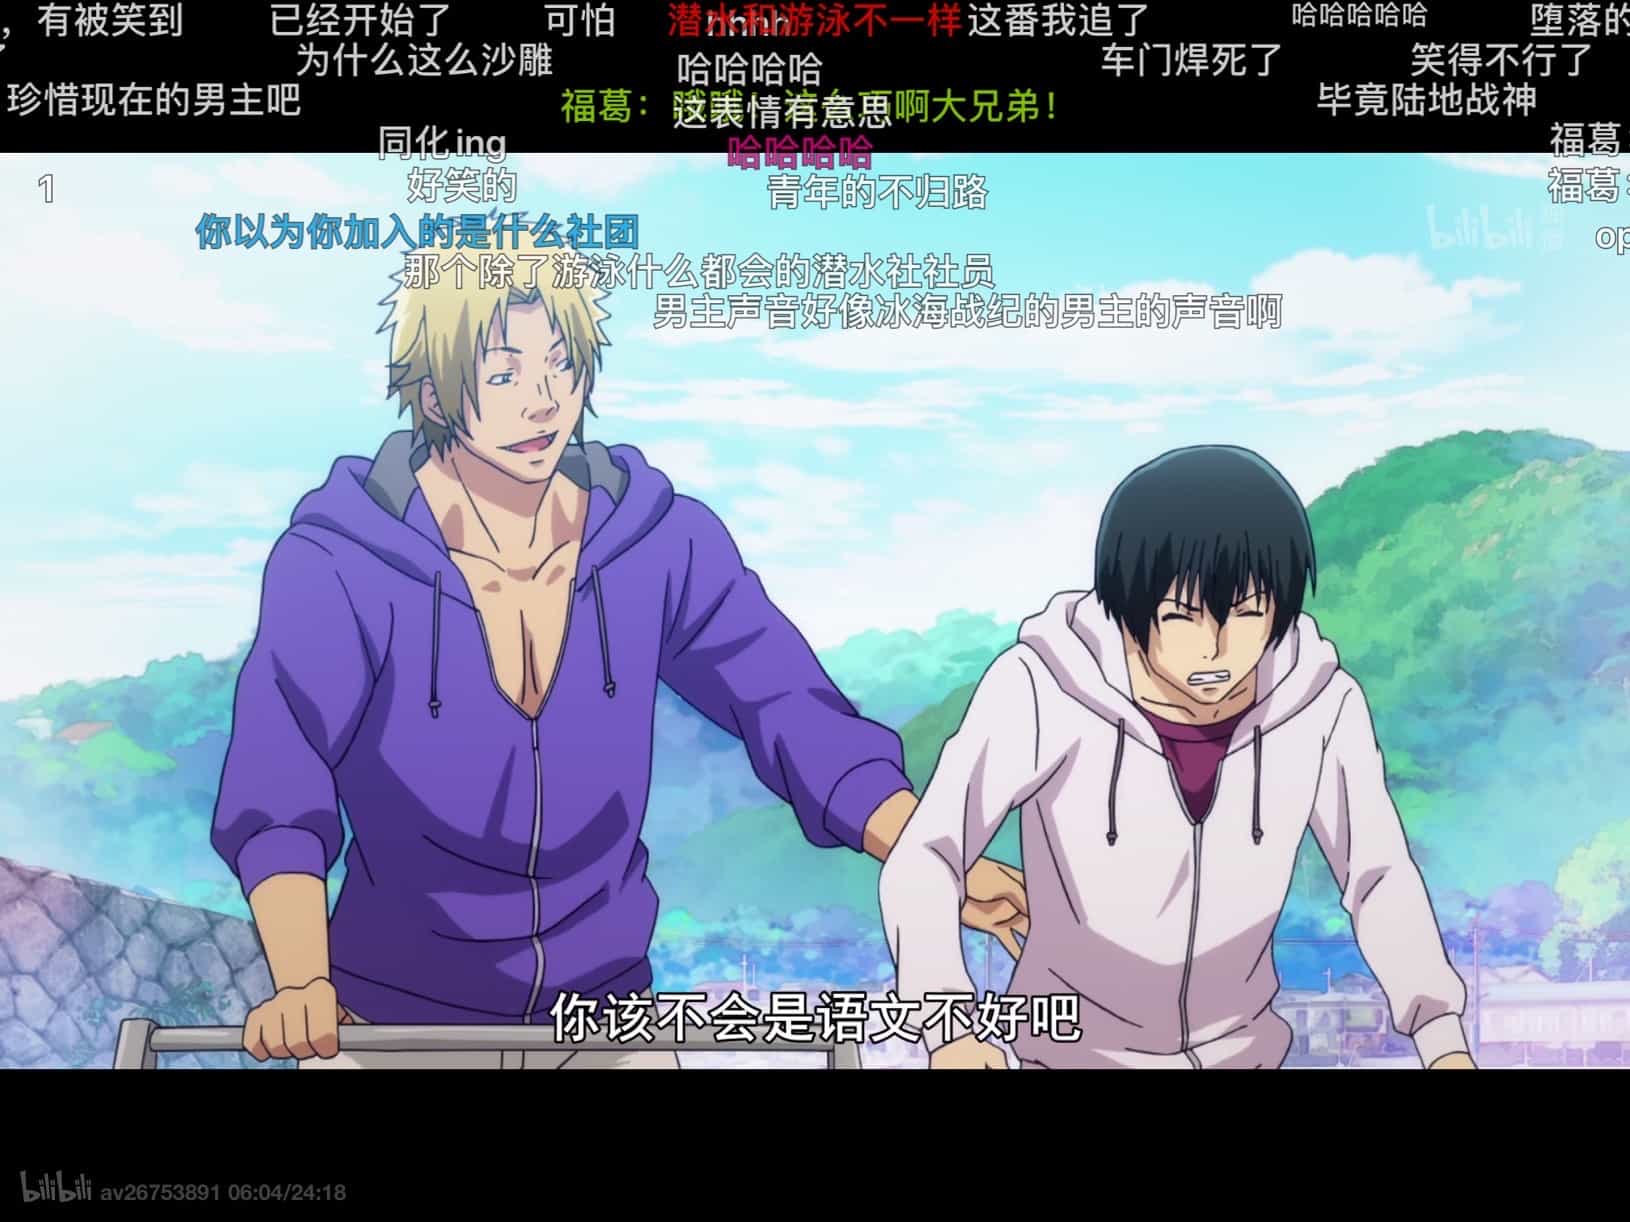 ，有被笑到
已经开始了
可怕
潜水和游泳不一样
这番我追了
哈哈哈哈哈
堕落的
为什么这么沙雕
哈哈哈哈
车门焊死了
笑得不行了
珍惜现在的男主吧
福葛：
啊大兄弟！
这表情有意思
毕竟陆地战神
同化ing
哈哈哈哈
福葛：
1
好笑的
青年的不归路
福葛：
你以为你加入的是什么社团
bilibili
op
那个除了游泳什么都会的潜水社社员
男主声音好像冰海战纪的男主的声音啊
你该不会是语文不好吧
bilibili av26753891 06:04/24:18